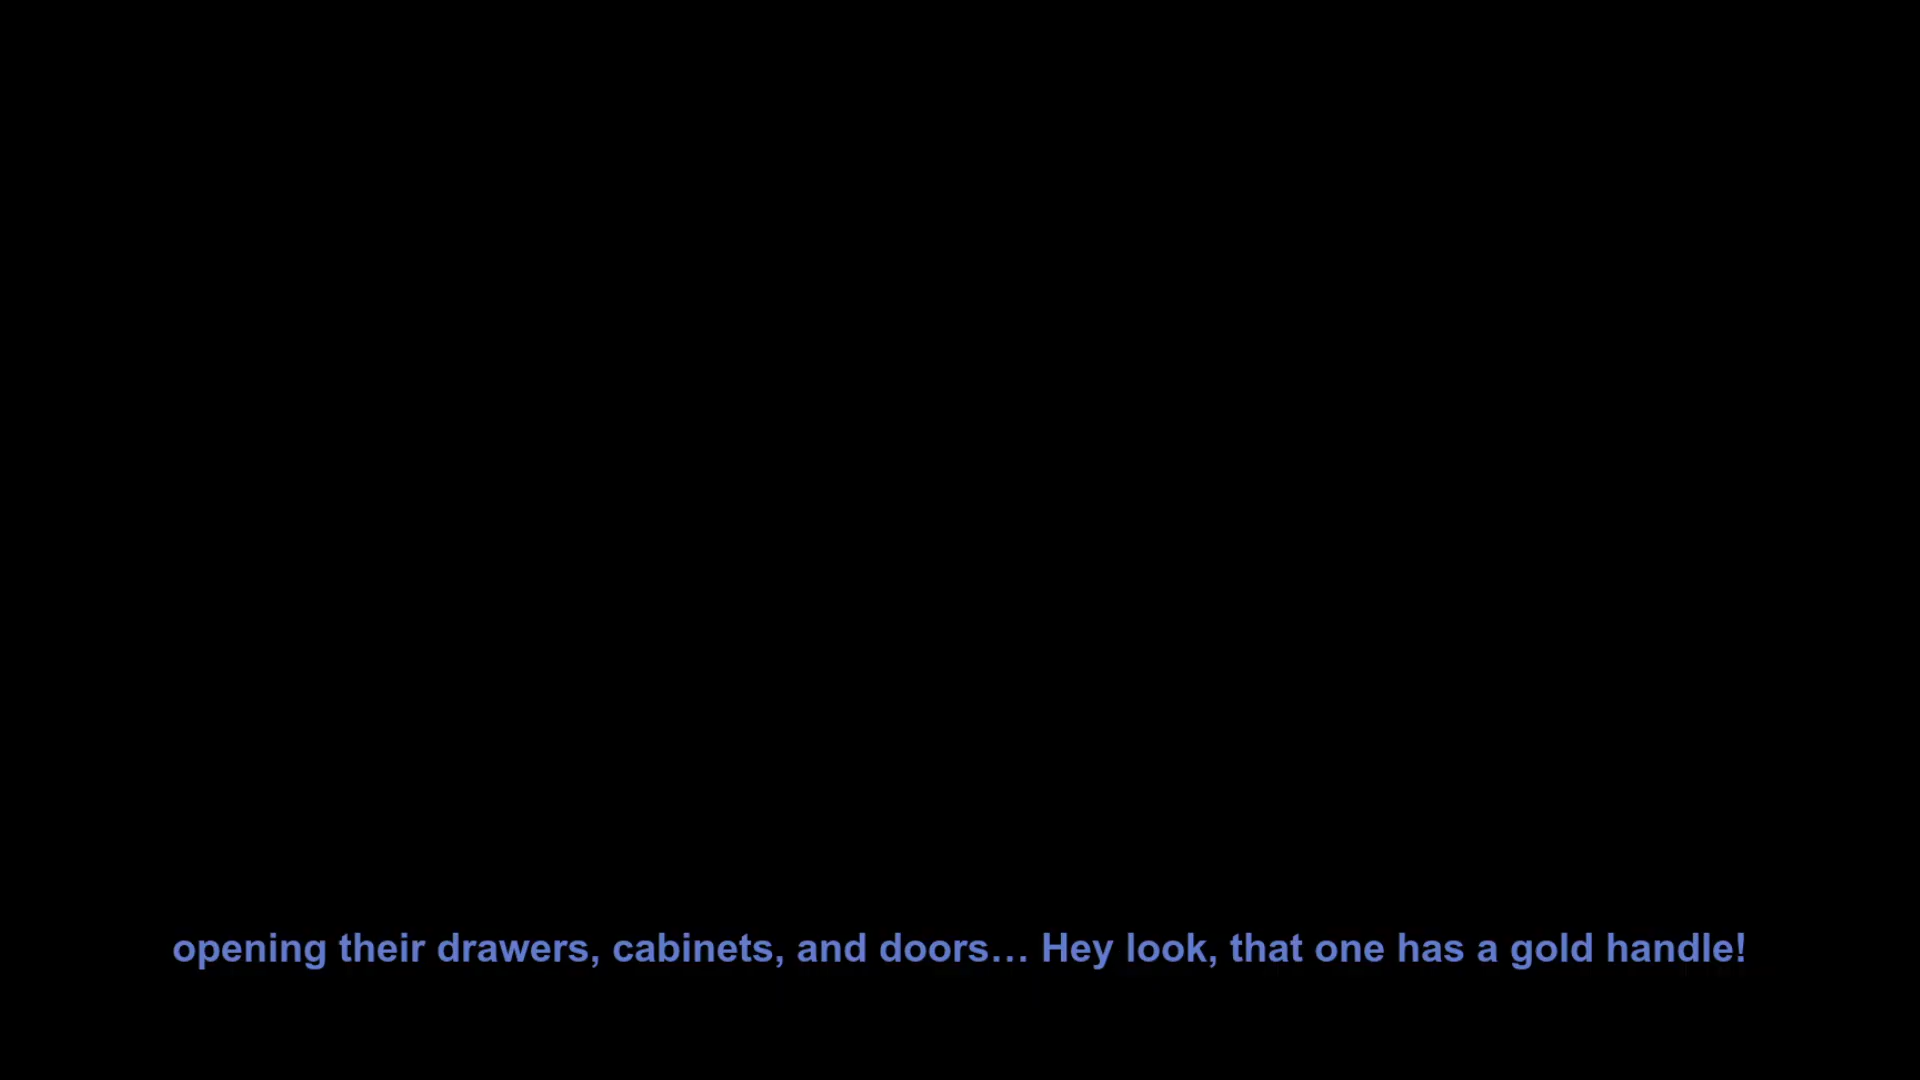 opening their drawers, cabinets, and doors… Hey look, that one has a gold handle!